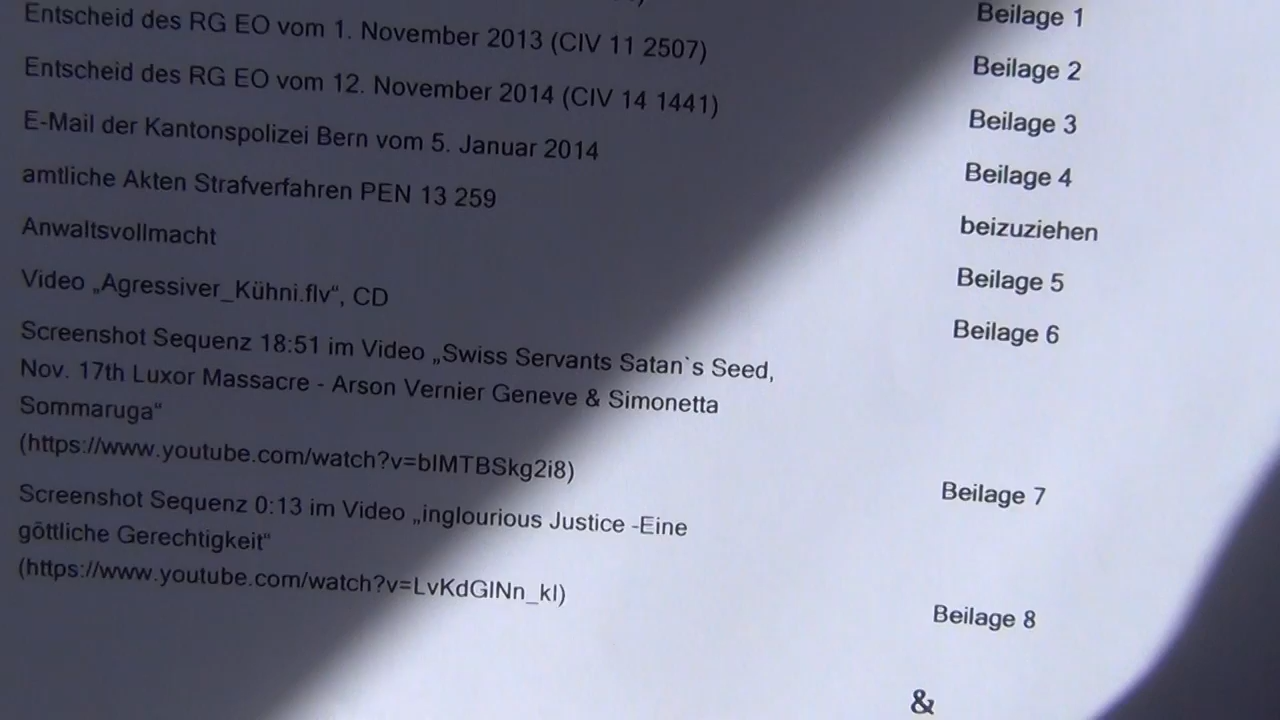 Beilage 1
Entscheid des RG EO vom 1. November 2013 (CIV 11 2507) Beilage 2
Entscheid des RG EO vom 12. November 2014 (CIV 14 1441) Beilage 3
E-Mail der Kantonspolizei Bern vom 5. Januar 2014 Beilage 4
amtliche Akten Strafverfahren PEN 13 259 beizuziehen
Anwaltsvollmacht Beilage 5
Video „Agressiver_Kühni.flv“, CD Beilage 6
Screenshot Sequenz 18:51 im Video „Swiss Servants Satan`s Seed,
Nov. 17th Luxor Massacre - Arson Vernier Geneve & Simonetta
Sommaruga“
(https://www.youtube.com/watch?v=blMTBSkg2i8) Beilage 7
Screenshot Sequenz 0:13 im Video „inglourious Justice -Eine
göttliche Gerechtigkeit“
(https://www.youtube.com/watch?v=LvKdGINn_kI) Beilage 8
&